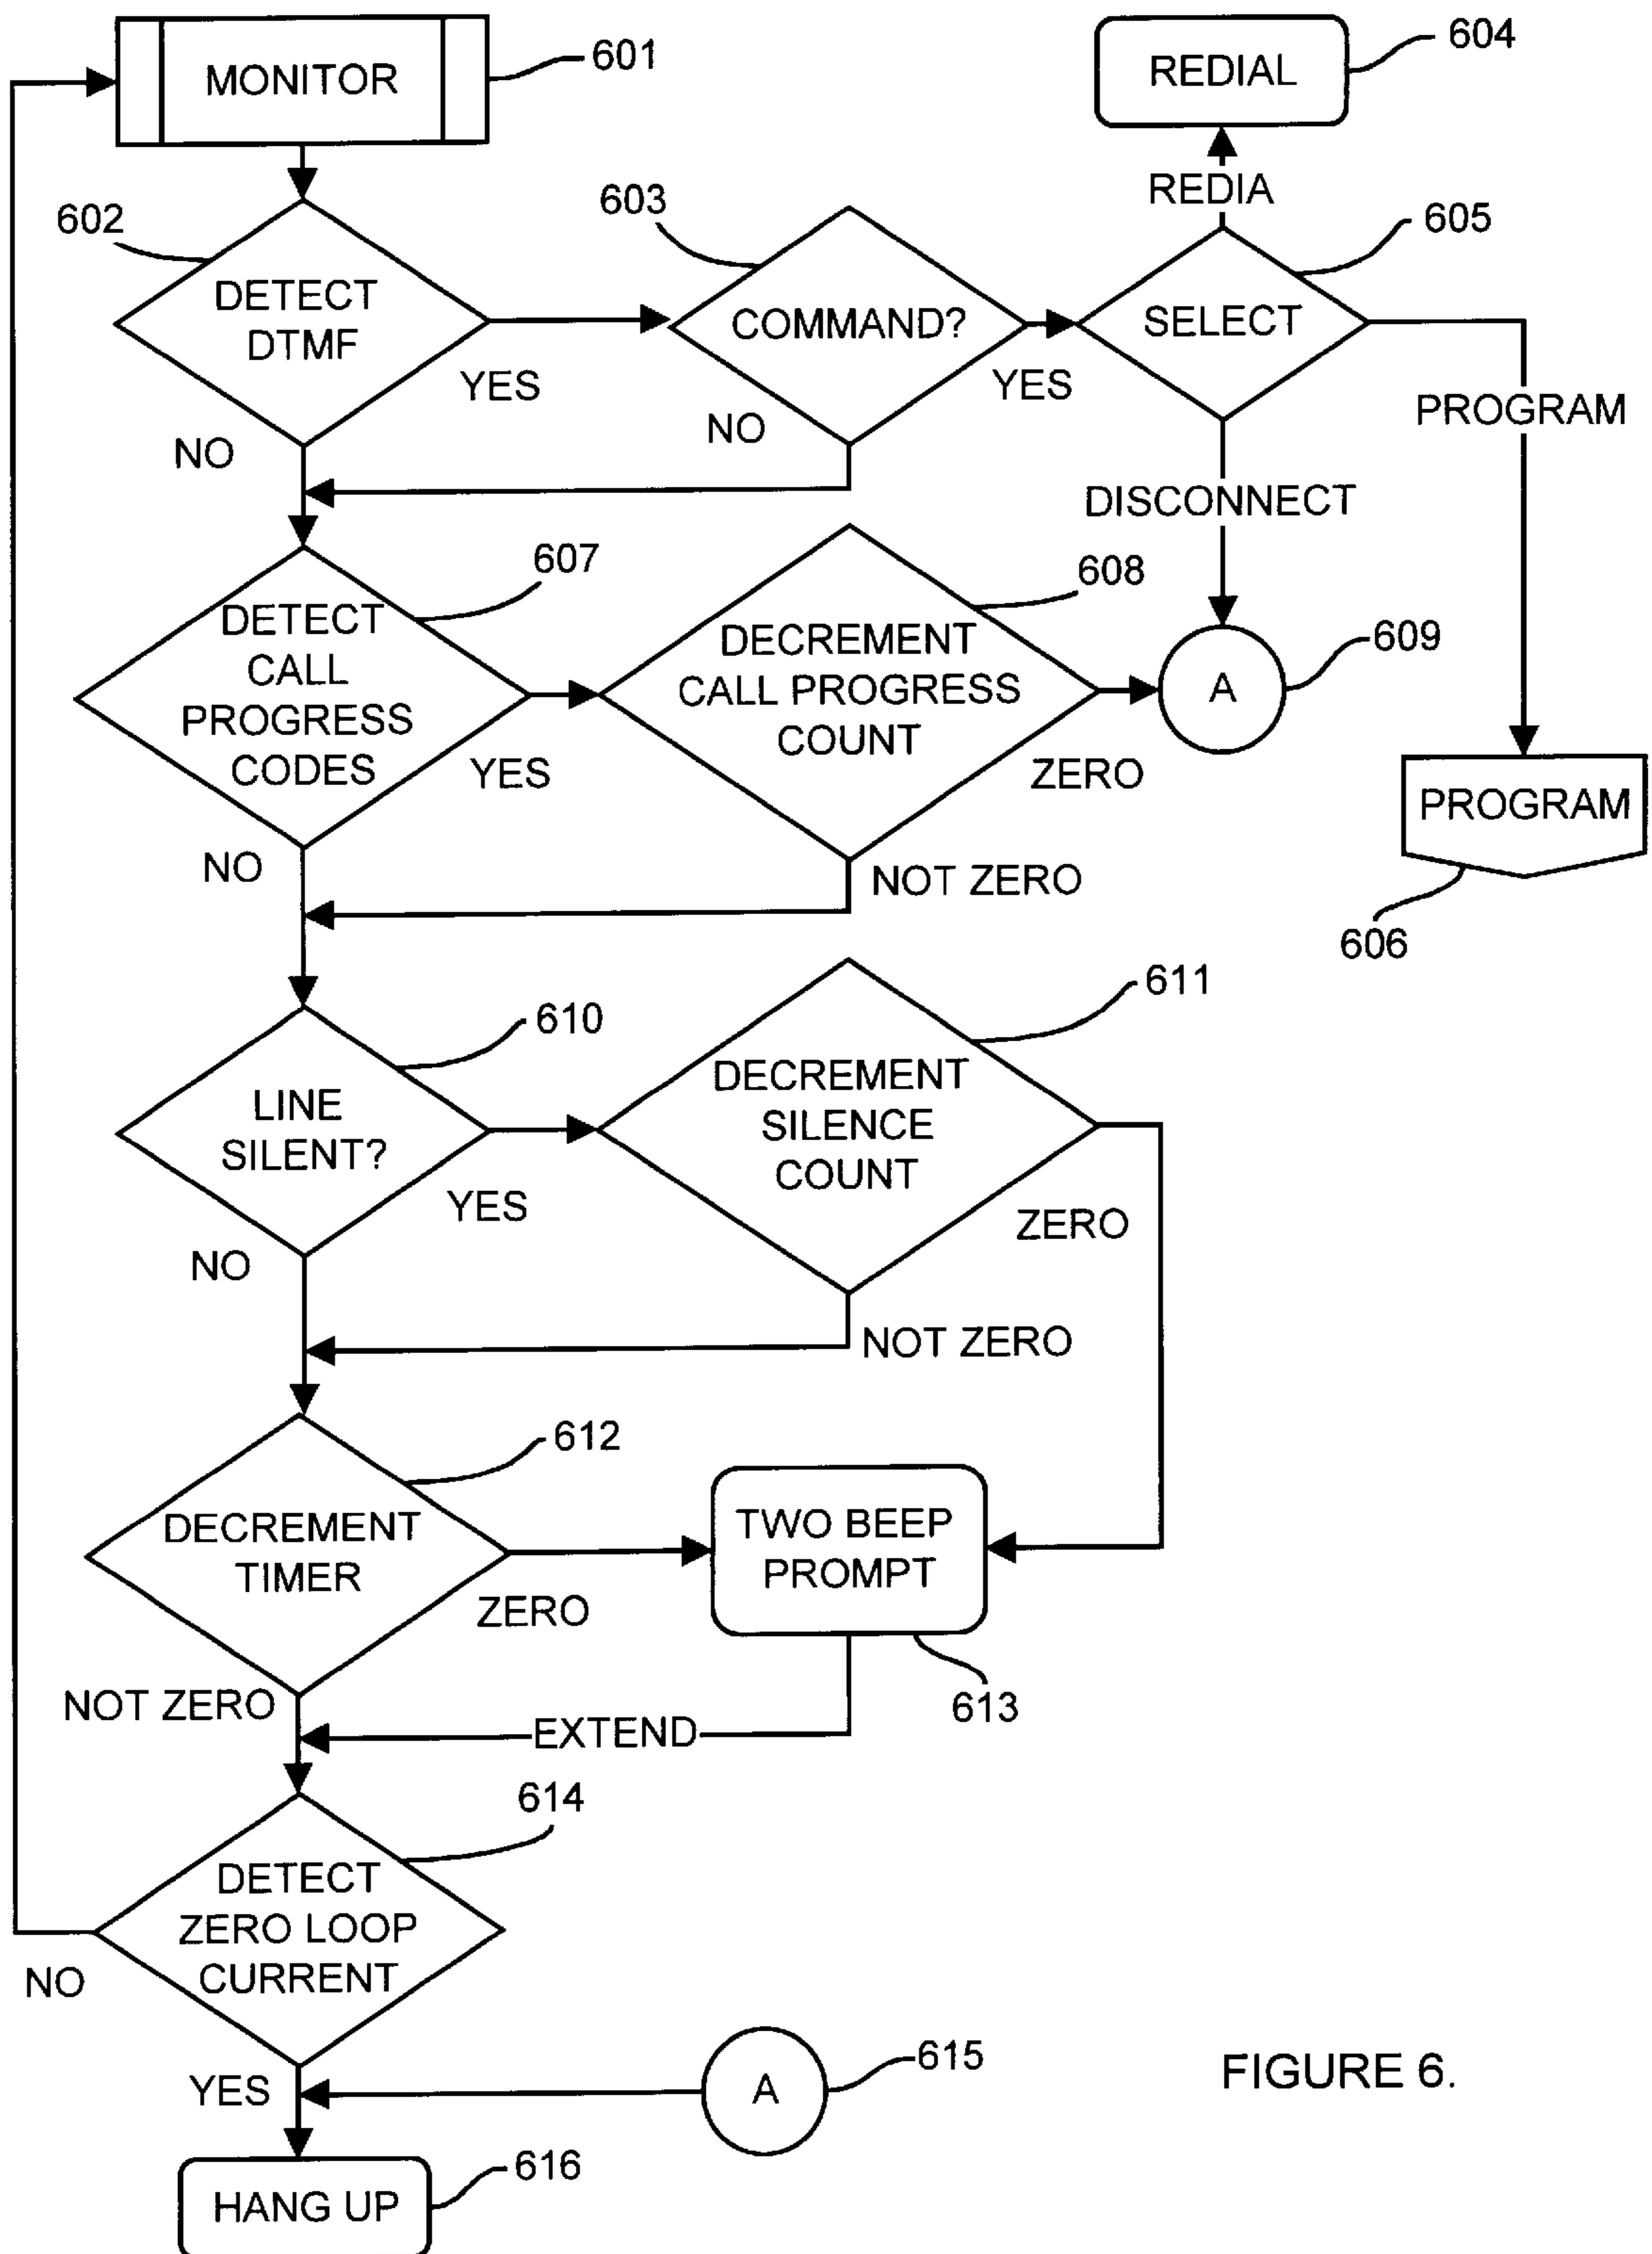 MONITOR
601
REDIAL
604
REDIA
602
603
605
DETECT
DTMF
COMMAND?
SELECT
YES
YES
PROGRAM
NO
NO
DISCONNECT
607
608
609
DETECT
CALL
PROGRESS
CODES
DECREMENT
CALL PROGRESS
COUNT
A
YES
ZERO
PROGRAM
NO
NOT ZERO
606
610
611
LINE
SILENT?
DECREMENT
SILENCE
COUNT
YES
ZERO
NO
NOT ZERO
612
DECREMENT
TIMER
TWO BEEP
PROMPT
ZERO
NOT ZERO
613
EXTEND
614
DETECT
ZERO LOOP
CURRENT
NO
A
615
YES
HANG UP
616
FIGURE 6.